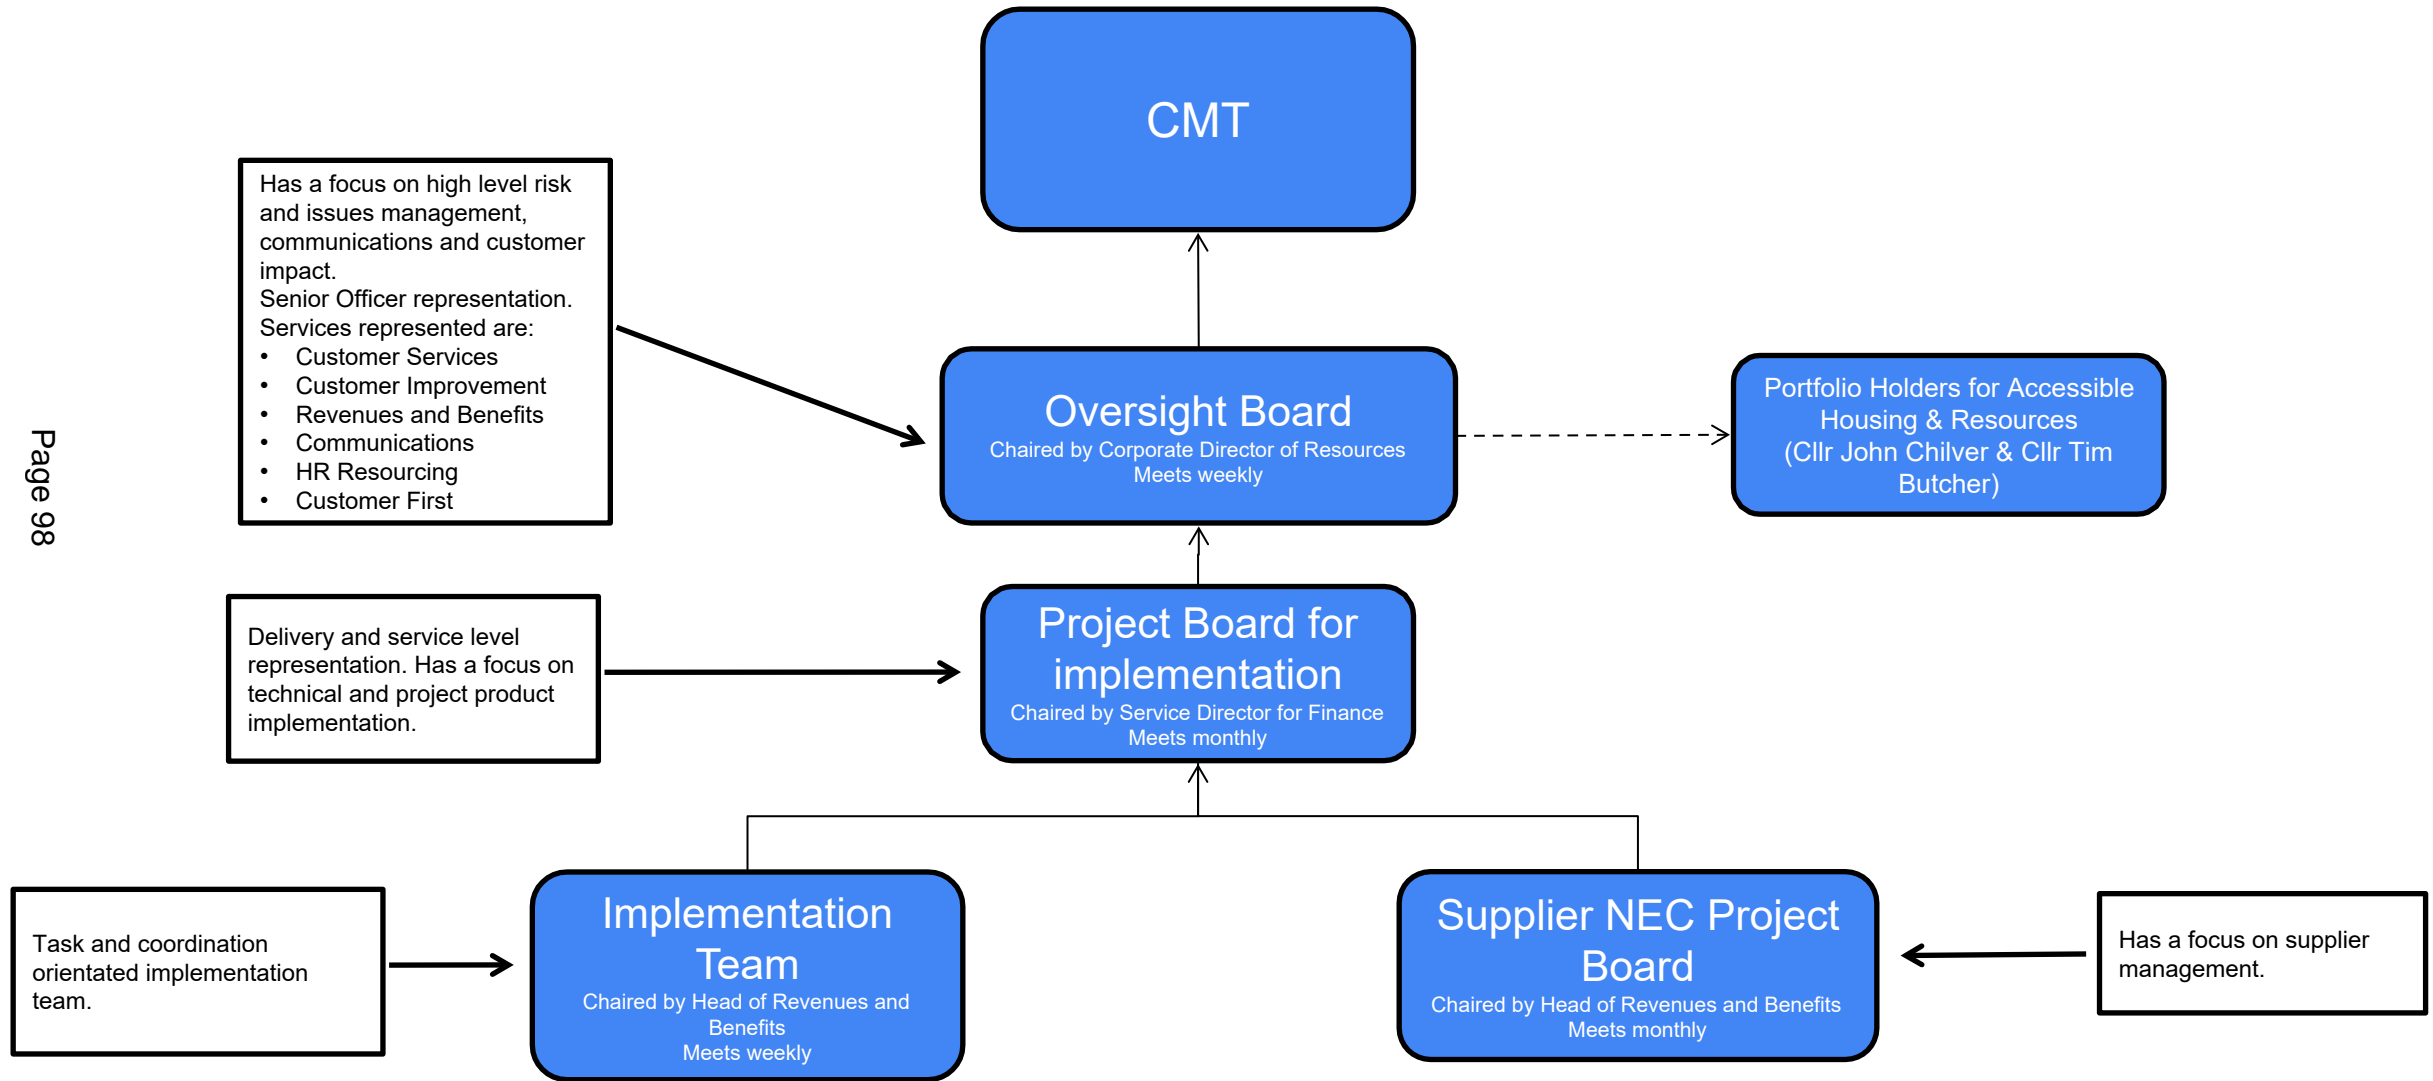 CMT
Has a focus on high level risk
and issues management,
communications and customer
impact.
Senior Officer representation.
Services represented are:
• Customer Services
• Customer Improvement
• Revenues and Benefits
• Communications
• HR Resourcing
• Customer First
Oversight Board
Chaired by Corporate Director of Resources
Meets weekly
Portfolio Holders for Accessible
Housing & Resources
(Cllr John Chilver & Cllr Tim
Butcher)
Page 98
Delivery and service level
representation. Has a focus on
technical and project product
implementation.
Project Board for
implementation
Chaired by Service Director for Finance
Meets monthly
Task and coordination
orientated implementation
team.
Implementation
Team
Chaired by Head of Revenues and
Benefits
Meets weekly
Supplier NEC Project
Board
Chaired by Head of Revenues and Benefits
Meets monthly
Has a focus on supplier
management.